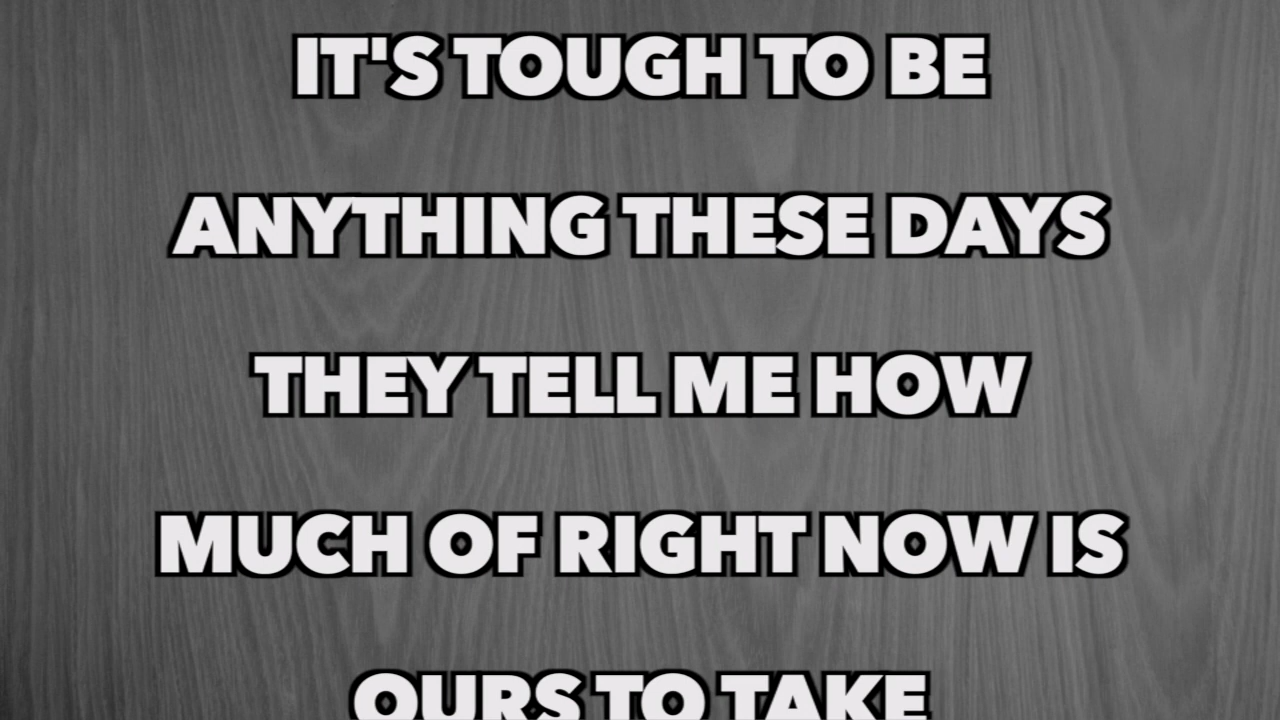 IT'S TOUGH TO BE
ANYTHING THESE DAYS
THEY TELL ME HOW
MUCH OF RIGHT NOW IS
OURS TO TAKE